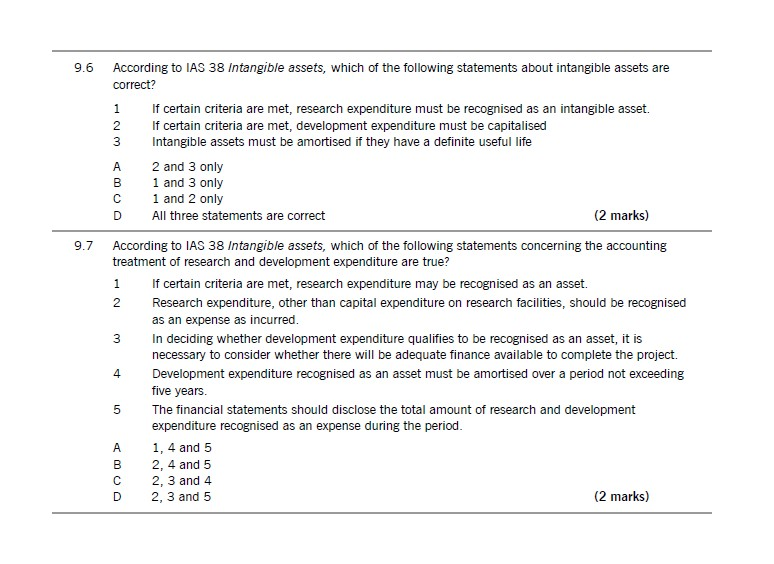 9.6 According to IAS 38 Intangible assets, which of the following statements about intangible assets are
correct?
1 If certain criteria are met, research expenditure must be recognised as an intangible asset.
2 If certain criteria are met, development expenditure must be capitalised
3 Intangible assets must be amortised if they have a definite useful life
A 2 and 3 only
B 1 and 3 only
C 1 and 2 only
D All three statements are correct (2 marks)
9.7 According to IAS 38 Intangible assets, which of the following statements concerning the accounting
treatment of research and development expenditure are true?
1 If certain criteria are met, research expenditure may be recognised as an asset.
2 Research expenditure, other than capital expenditure on research facilities, should be recognised
as an expense as incurred.
3 In deciding whether development expenditure qualifies to be recognised as an asset, it is
necessary to consider whether there will be adequate finance available to complete the project.
4 Development expenditure recognised as an asset must be amortised over a period not exceeding
five years.
5 The financial statements should disclose the total amount of research and development
expenditure recognised as an expense during the period.
A 1, 4 and 5
B 2, 4 and 5
C 2, 3 and 4
D 2, 3 and 5 (2 marks)